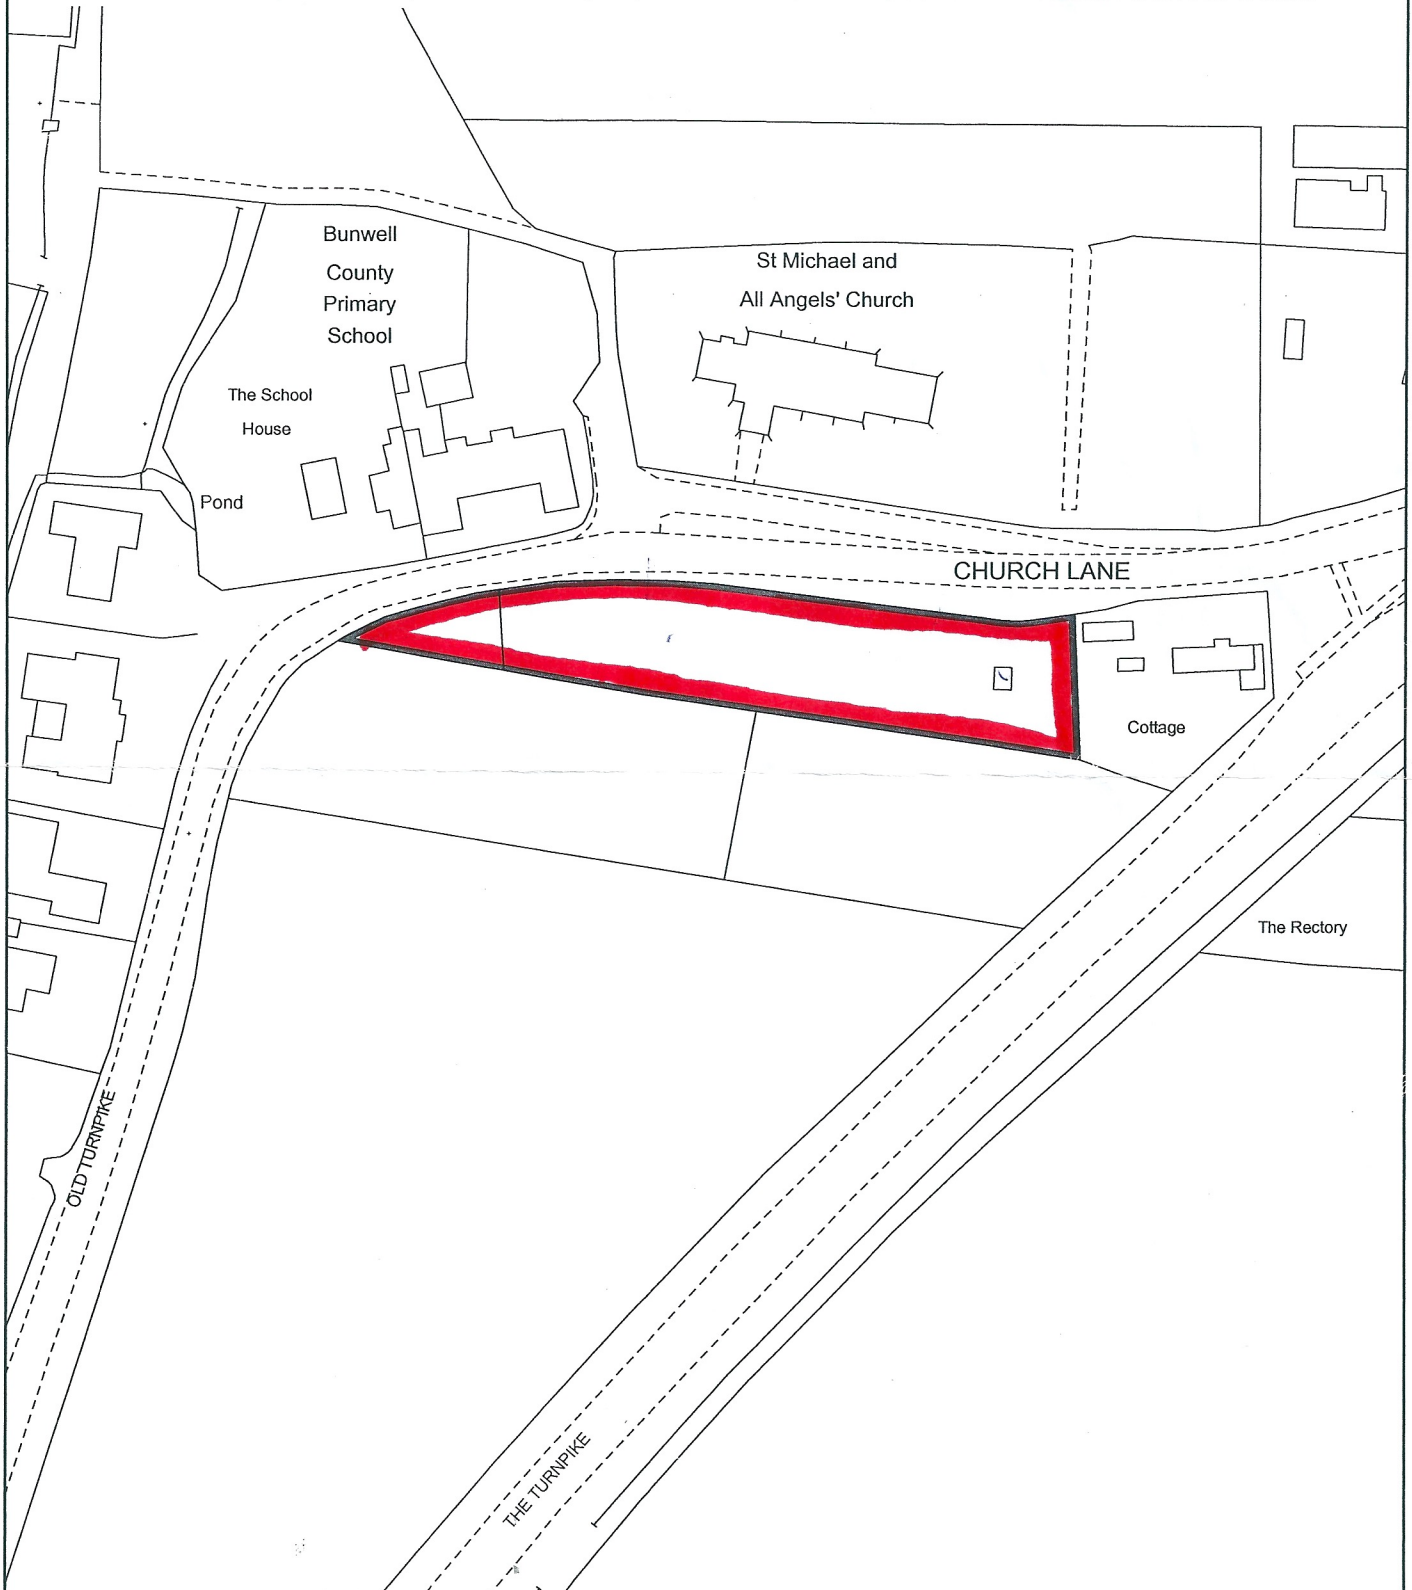 Bunwell
County
Primary
School
St Michael and
All Angels' Church
The School
House
Pond
CHURCH LANE
Cottage
The Rectory
OLD TURNPIKE
THE TURNPIKE